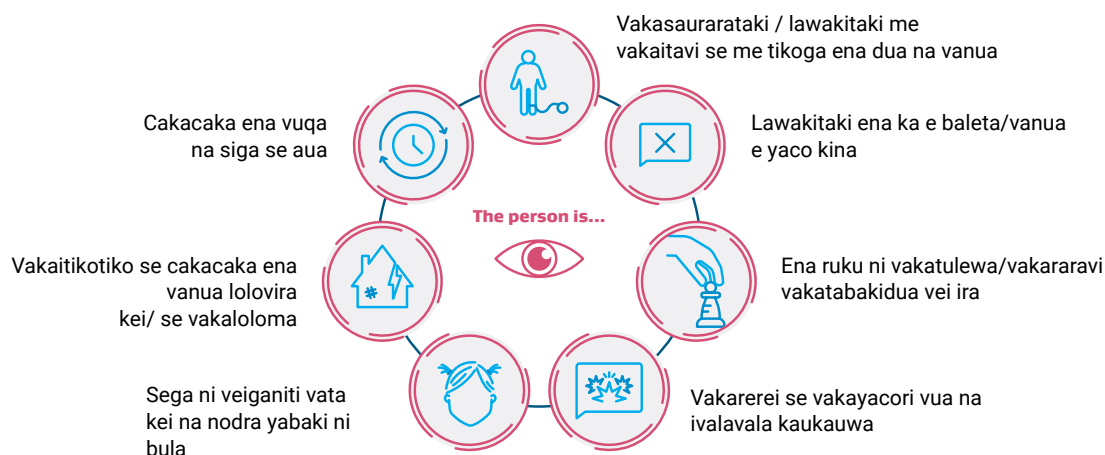 Vakasaurarataki / lawakitaki me
vakaitavi se me tikoga ena dua na vanua
Cakacaka ena vuqa
na siga se aua
Lawakitaki ena ka e baleta/vanua
e yaco kina
The person is...
Vakaitikotiko se cakacaka ena
vanua lolovira
kei/ se vakaloloma
Ena ruku ni vakatulewa/vakararavi
vakatabakidua vei ira
Sega ni veiganiti vata
kei na nodra yabaki ni
bula
Vakarerei se vakayacori vua na
ivalavala kaukauwa